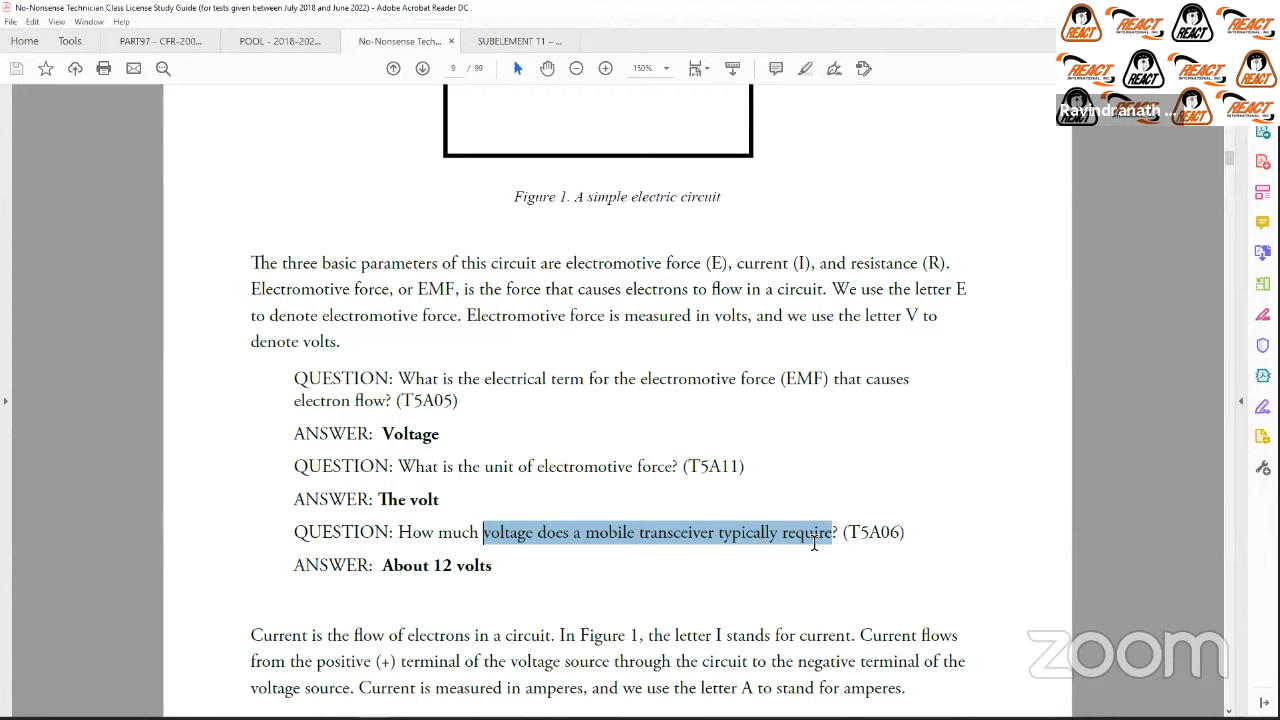 No-Nonsense Technician Class License Study Guide (for tests given between July 2018 and June 2022) - Adobe Acrobat Reader DC
File Edit View Window Help
Home Tools PART97 - CFR-200... POOL - 2018-202... No-Nonsense Tech... × SUPPLEMENT 1 - ...
9 150%
REACT INTERNATIONAL, INC
Ravindranath ...
Figure 1. A simple electric circuit
The three basic parameters of this circuit are electromotive force (E), current (I), and resistance (R).
Electromotive force, or EMF, is the force that causes electrons to flow in a circuit. We use the letter E
to denote electromotive force. Electromotive force is measured in volts, and we use the letter V to
denote volts.
QUESTION: What is the electrical term for the electromotive force (EMF) that causes
electron flow? (T5A05)
ANSWER: Voltage
QUESTION: What is the unit of electromotive force? (T5A11)
ANSWER: The volt
QUESTION: How much voltage does a mobile transceiver typically require? (T5A06)
ANSWER: About 12 volts
Current is the flow of electrons in a circuit. In Figure 1, the letter I stands for current. Current flows
from the positive (+) terminal of the voltage source through the circuit to the negative terminal of the
voltage source. Current is measured in amperes, and we use the letter A to stand for amperes.
zoom